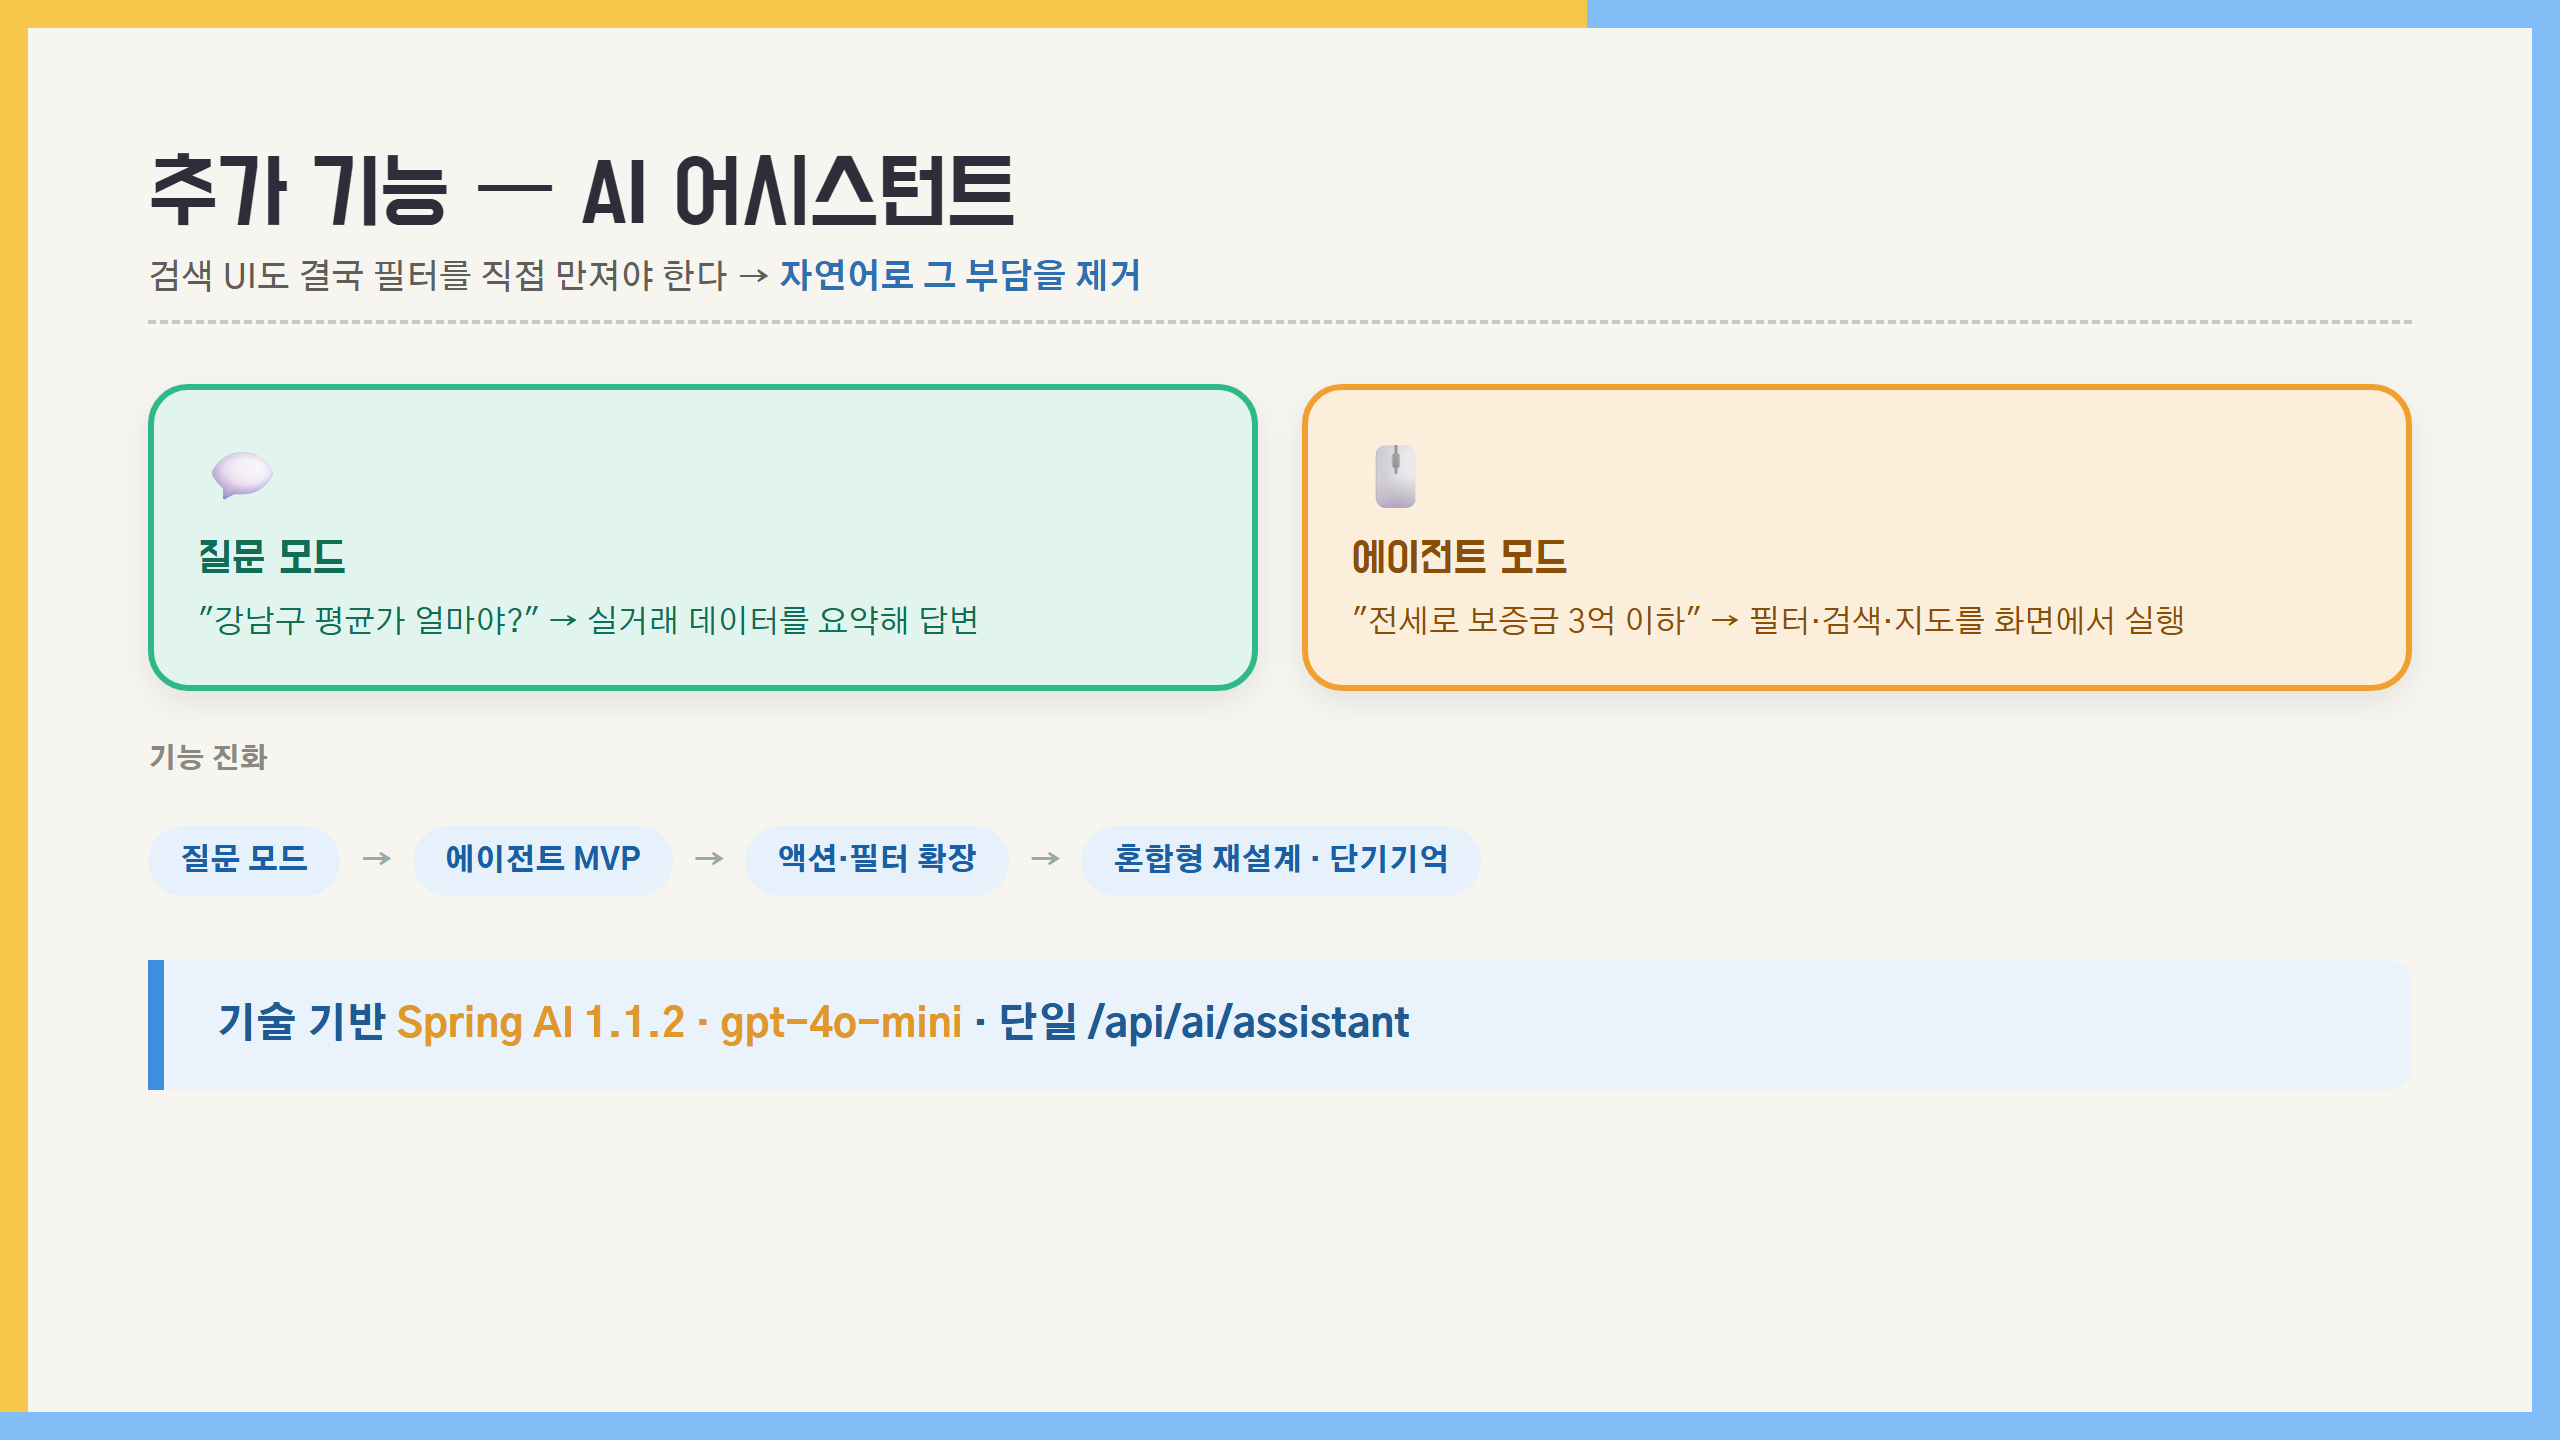 추가 기능 — AI 어시스턴트
검색 UI도 결국 필터를 직접 만져야 한다 → 자연어로 그 부담을 제거
질문 모드
"강남구 평균가 얼마야?" → 실거래 데이터를 요약해 답변
에이전트 모드
"전세로 보증금 3억 이하" → 필터·검색·지도를 화면에서 실행
기능 진화
질문 모드 → 에이전트 MVP → 액션·필터 확장 → 혼합형 재설계 · 단기기억
기술 기반 Spring AI 1.1.2 · gpt-4o-mini · 단일 /api/ai/assistant